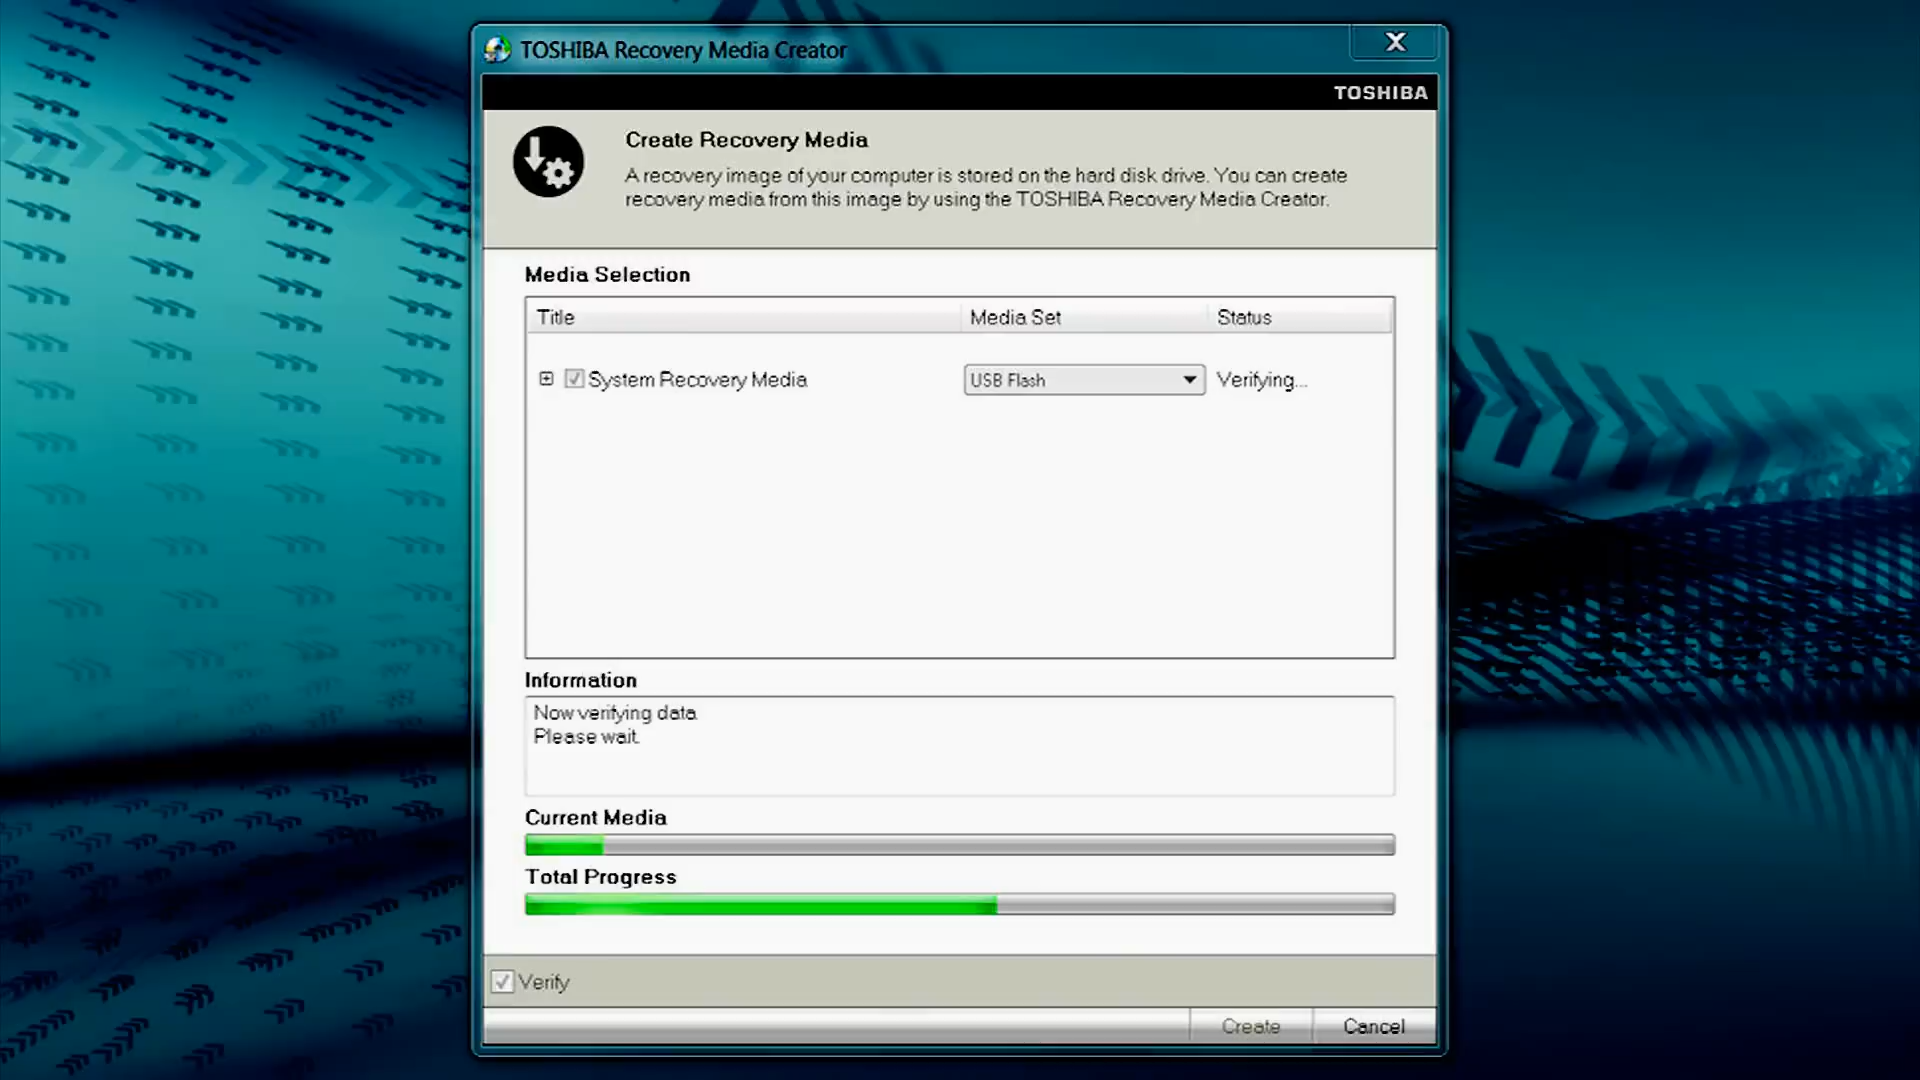 TOSHIBA Recovery Media Creator
X
TOSHIBA
Create Recovery Media
A recovery image of your computer is stored on the hard disk drive. You can create
recovery media from this image by using the TOSHIBA Recovery Media Creator.
Media Selection
Title Media Set Status
System Recovery Media USB Flash Verifying...
Information
Now verifying data.
Please wait.
Current Media
Total Progress
Verify
Create Cancel